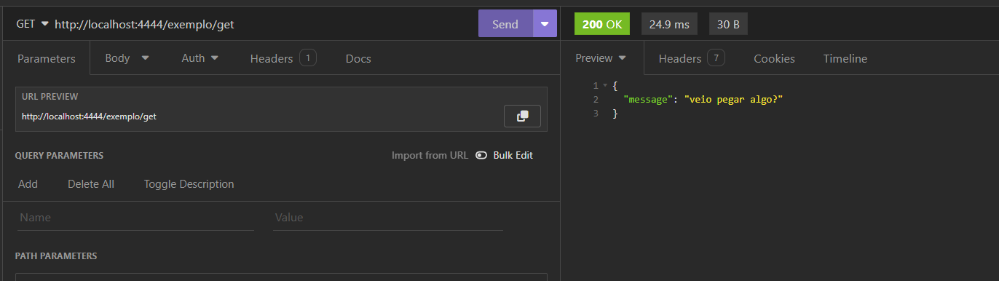 GET http://localhost:4444/exemplo/get Send 200 OK 24.9 ms 30 B
Parameters Body Auth Headers 1 Docs
URL PREVIEW
http://localhost:4444/exemplo/get
QUERY PARAMETERS Import from URL Bulk Edit
Add Delete All Toggle Description
Name Value
PATH PARAMETERS
Preview Headers 7 Cookies Timeline
1 {
2 "message": "veio pegar algo?"
3 }